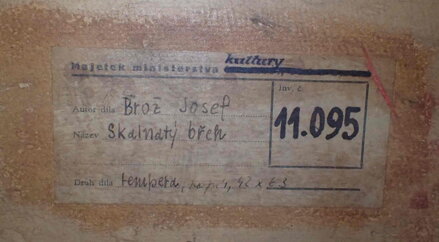 Majetek ministerstva kultury
Inv. č.
Autor díla Brož Josef
11.095
Název Skalnatý břeh
Druh díla tempera,